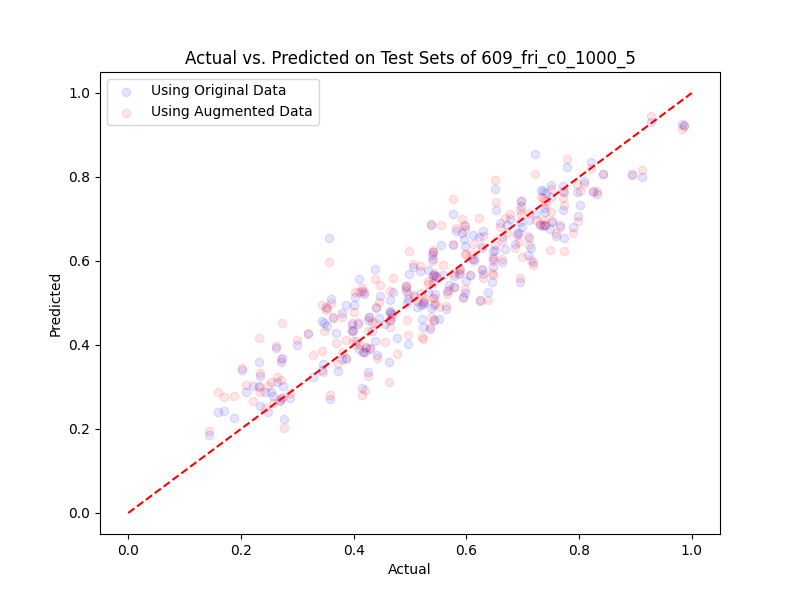 Actual vs. Predicted on Test Sets of 609_fri_c0_1000_5
Using Original Data
Using Augmented Data
1.0
0.8
0.6
0.4
0.2
0.0
Predicted
0.0 0.2 0.4 0.6 0.8 1.0
Actual